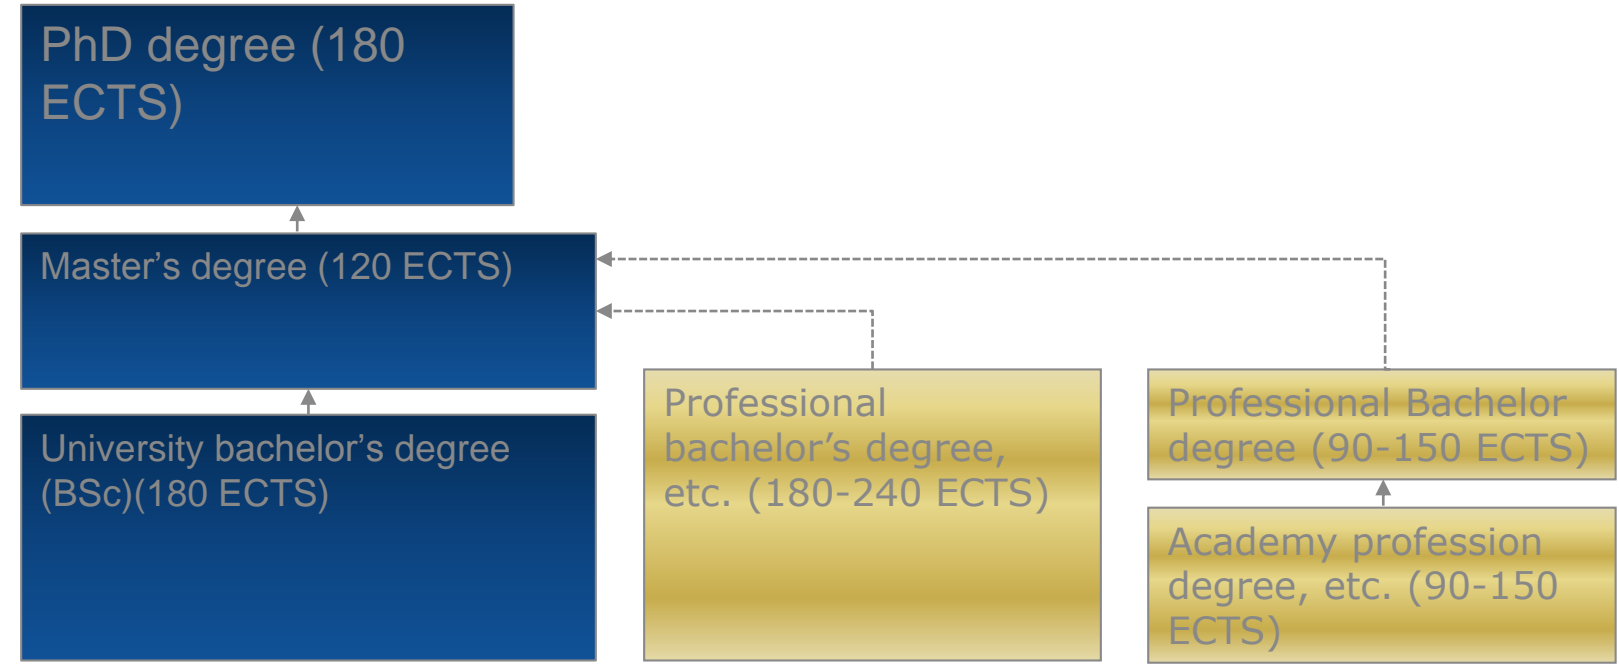 PhD degree (180
ECTS)
Master’s degree (120 ECTS)
University bachelor’s degree
(BSc)(180 ECTS)
Professional
bachelor’s degree,
etc. (180-240 ECTS)
Professional Bachelor
degree (90-150 ECTS)
Academy profession
degree, etc. (90-150
ECTS)